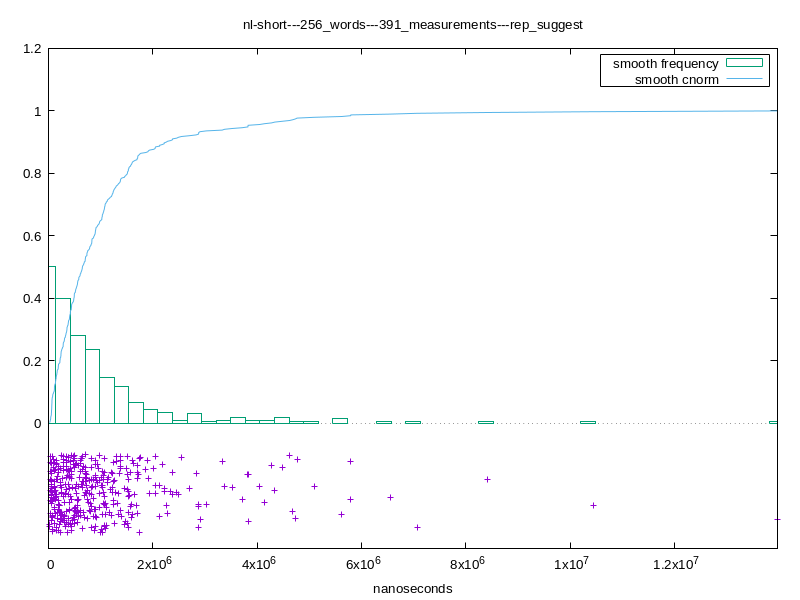 nl-short---256_words---391_measurements---rep_suggest
1.2
smooth frequency
smooth cnorm
1
0.8
0.6
0.4
0.2
0
0 2x10⁶ 4x10⁶ 6x10⁶ 8x10⁶ 1x10⁷ 1.2x10⁷
nanoseconds